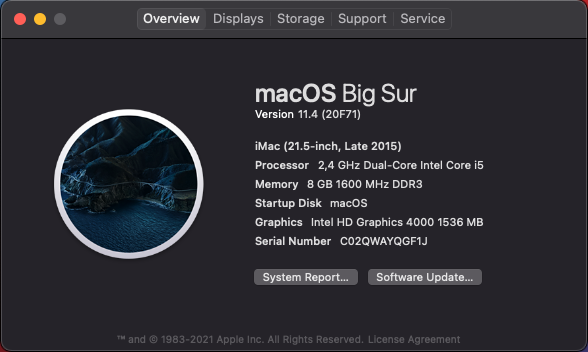 Overview Displays Storage Support Service
macOS Big Sur
Version 11.4 (20F71)
iMac (21.5-inch, Late 2015)
Processor 2,4 GHz Dual-Core Intel Core i5
Memory 8 GB 1600 MHz DDR3
Startup Disk macOS
Graphics Intel HD Graphics 4000 1536 MB
Serial Number C02QWAYQGF1J
System Report... Software Update...
™ and © 1983-2021 Apple Inc. All Rights Reserved. License Agreement